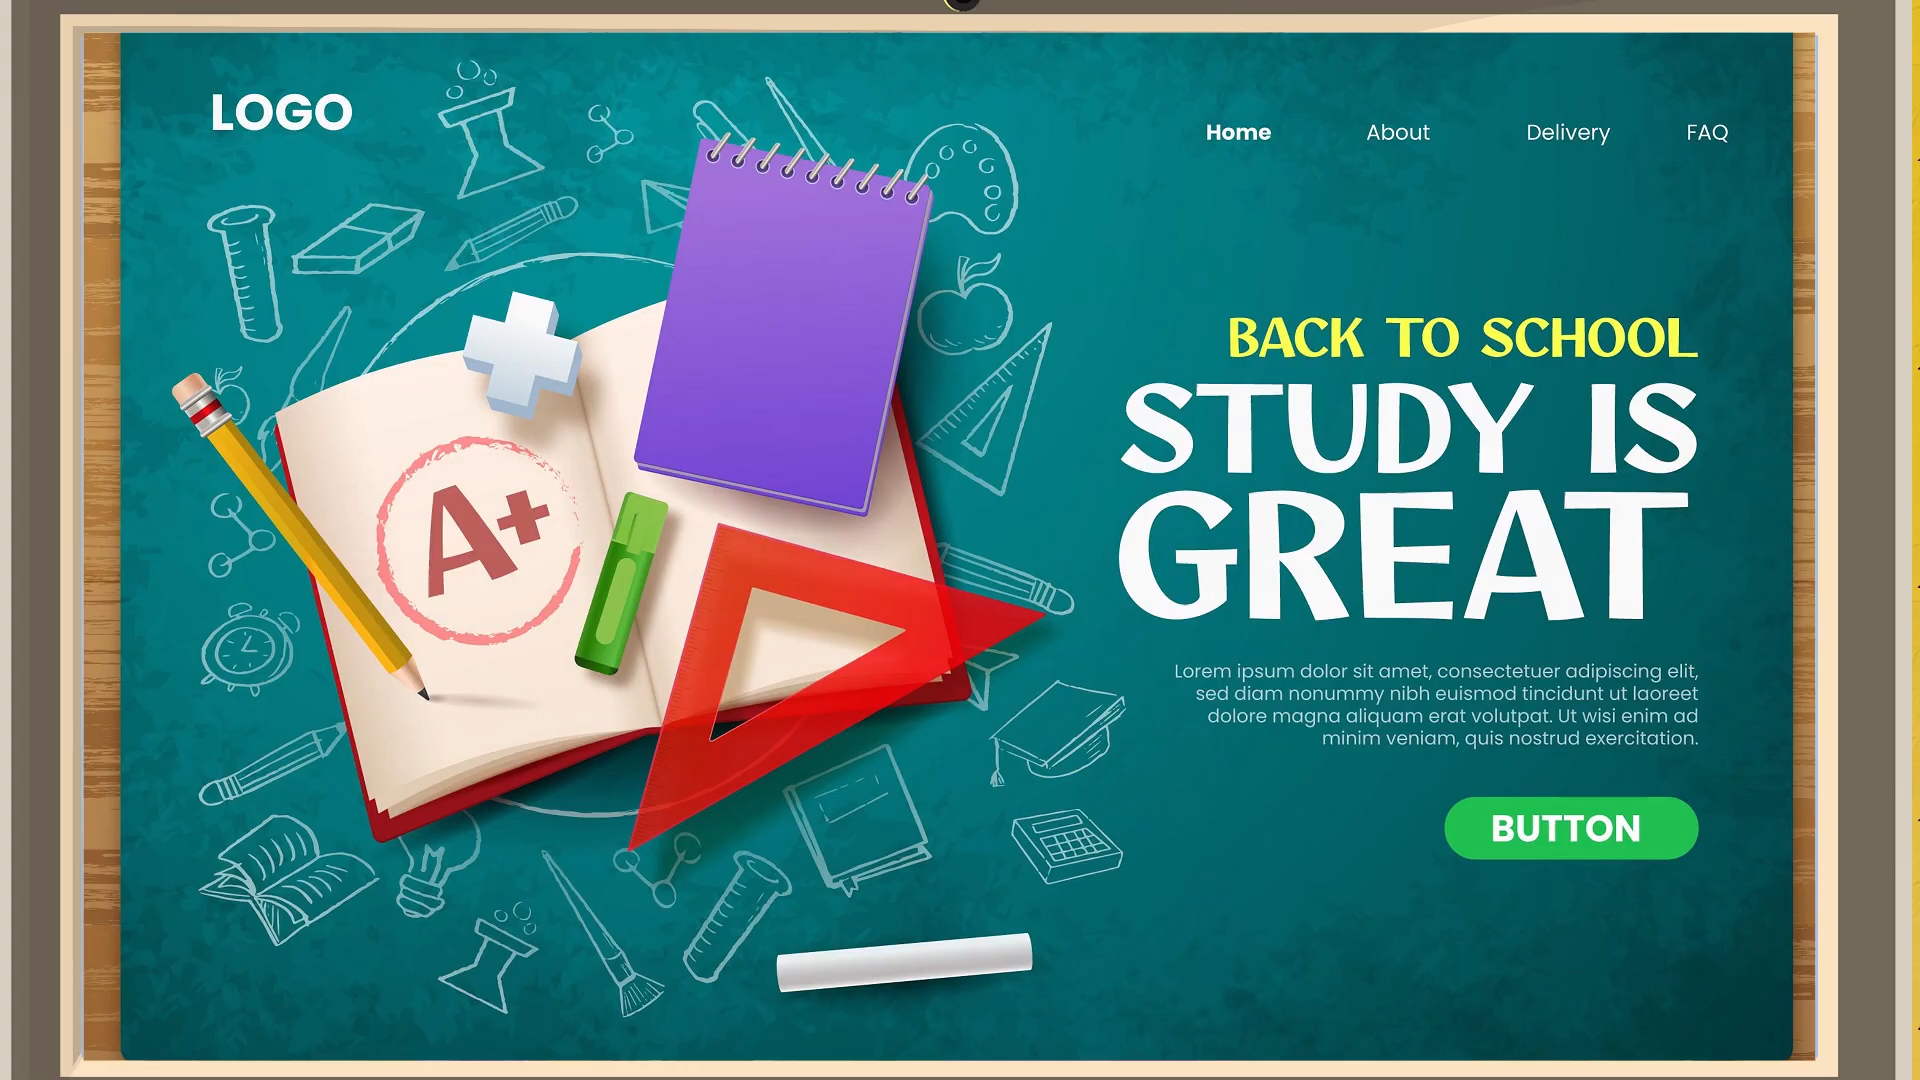 LOGO
Home About Delivery FAQ
BACK TO SCHOOL
STUDY IS
GREAT
A+
Lorem ipsum dolor sit amet, consectetuer adipiscing elit,
sed diam nonummy nibh euismod tincidunt ut laoreet
dolore magna aliquam erat volutpat. Ut wisi enim ad
minim veniam, quis nostrud exercitation.
BUTTON